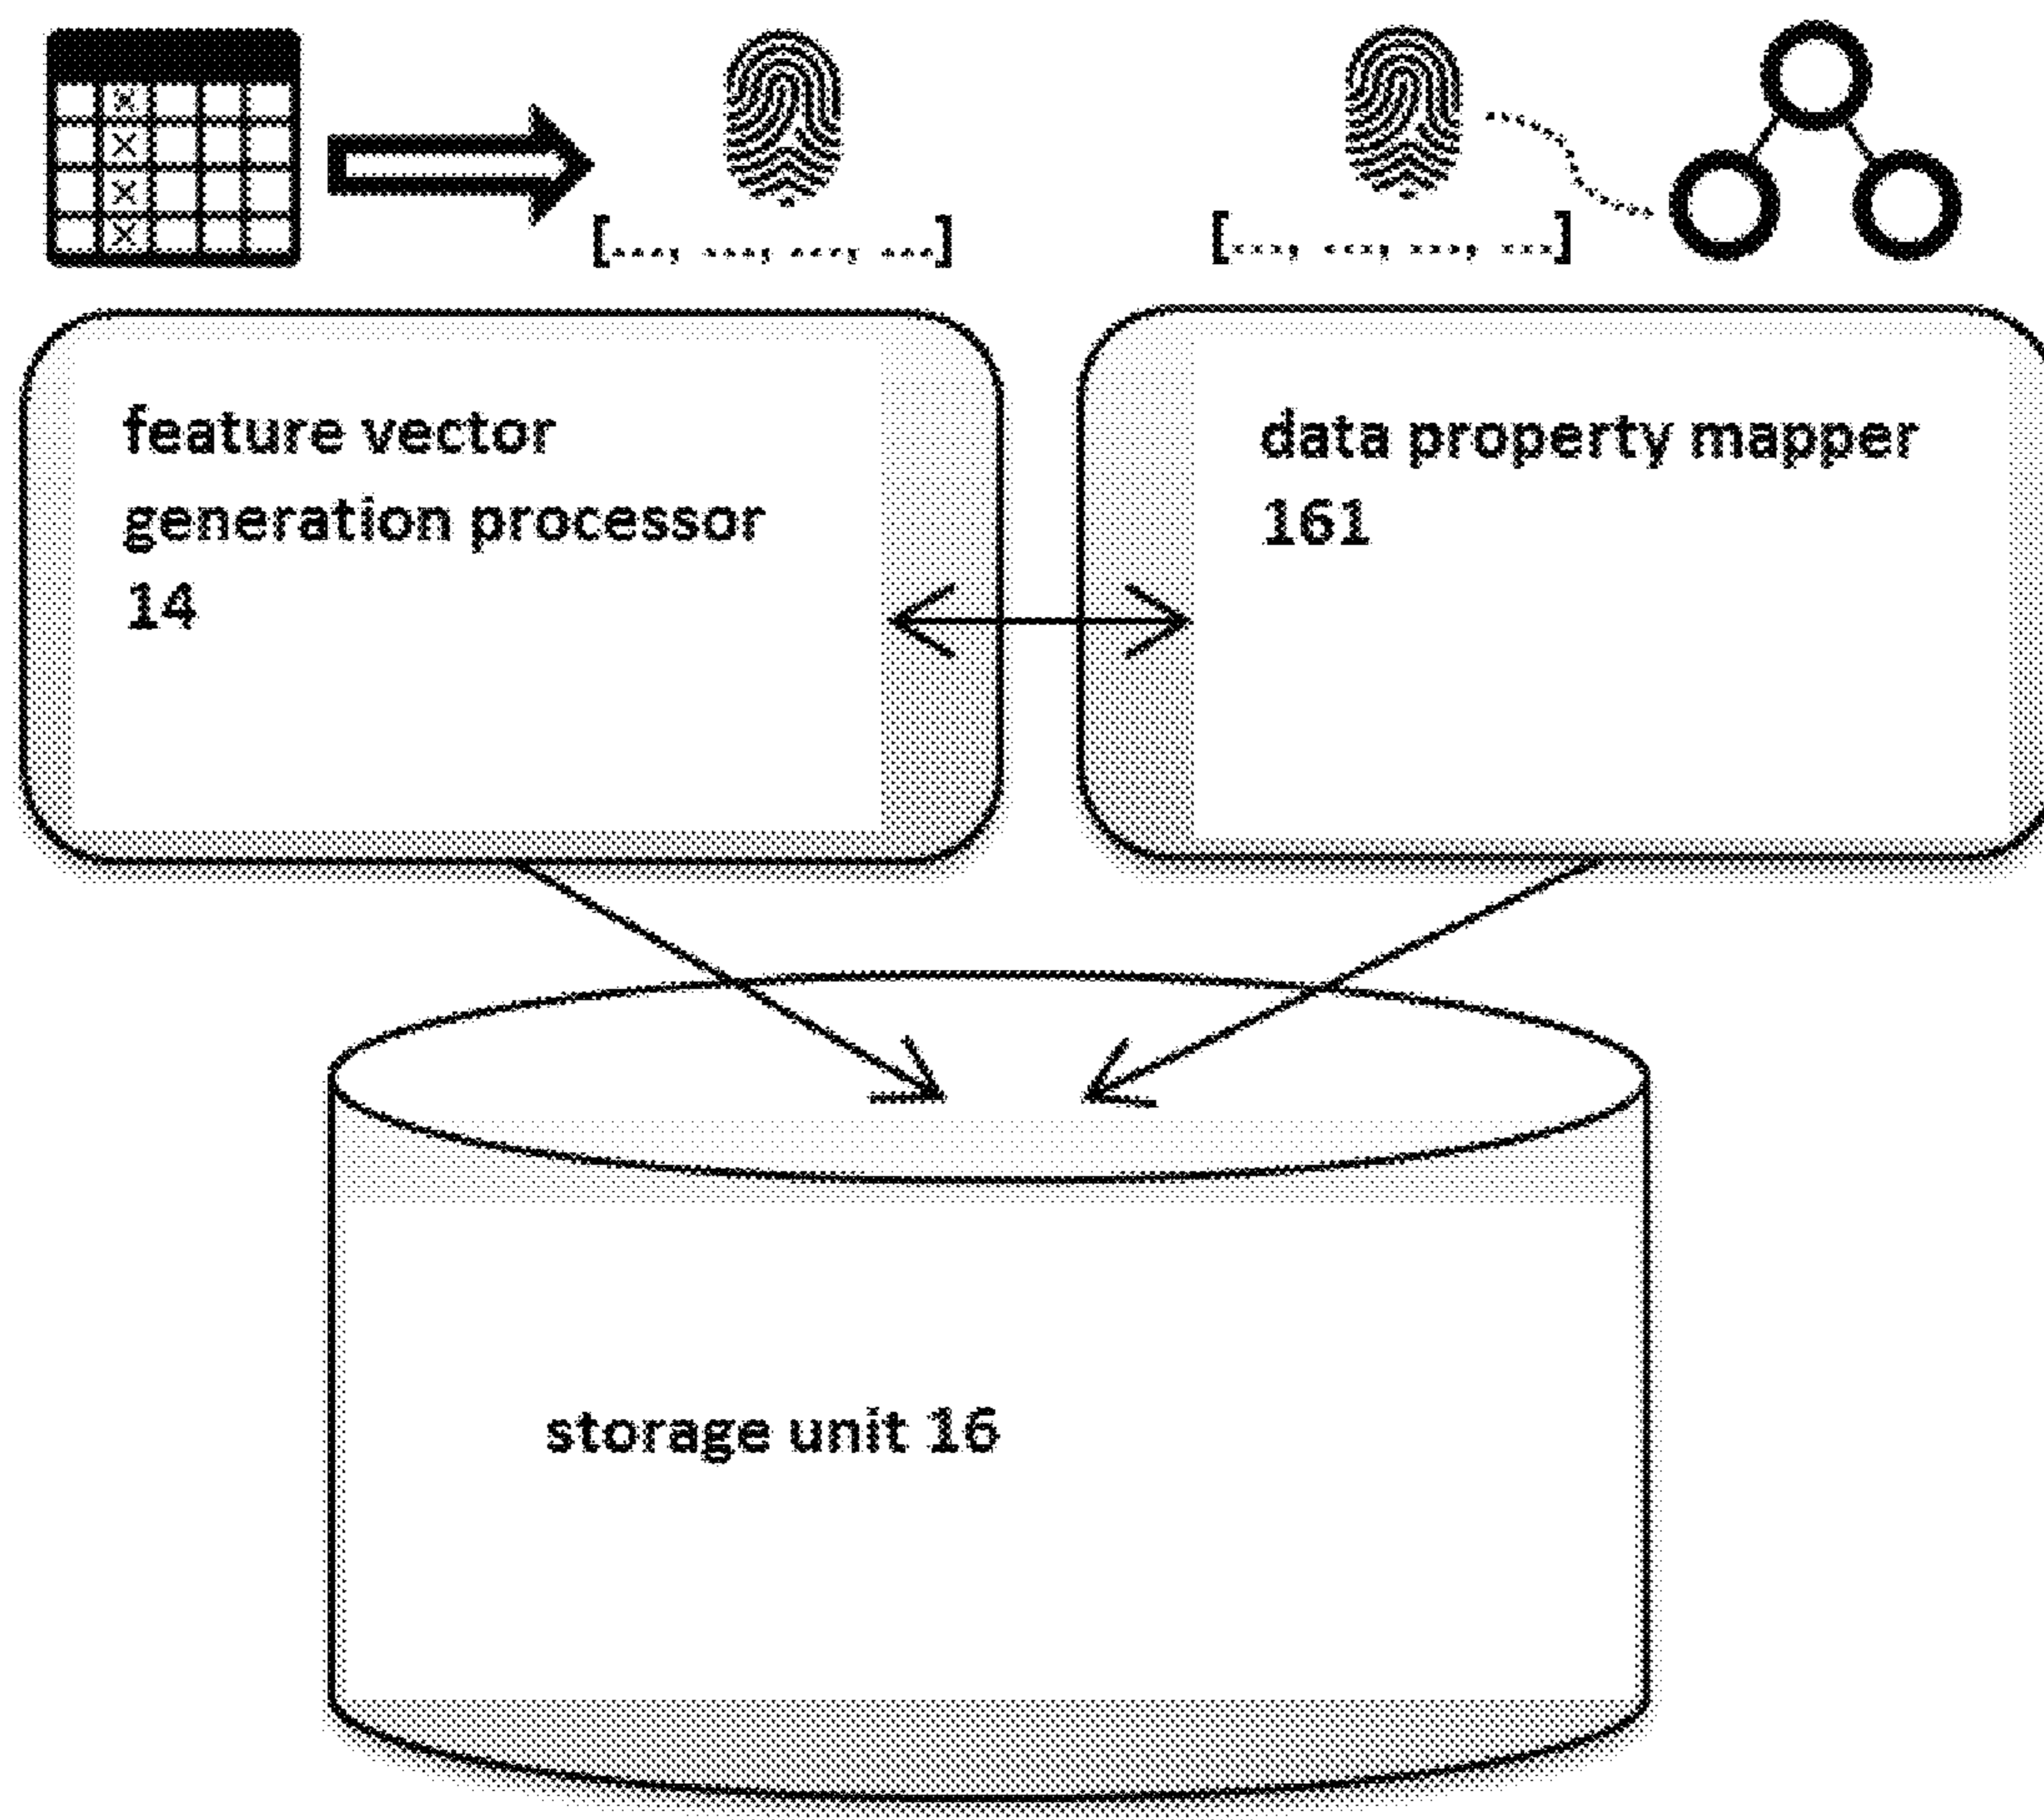 feature vector
generation processor
14
data property mapper
161
storage unit 16